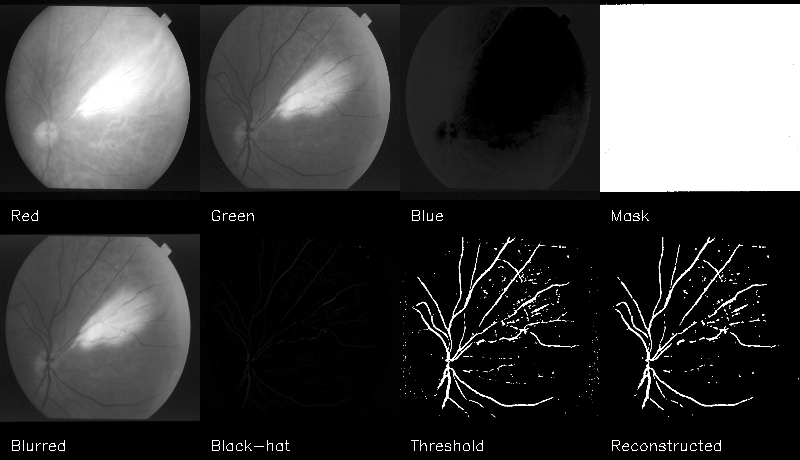 Red
Green
Blue
Mask
Blurred
Black-hat
Threshold
Reconstructed